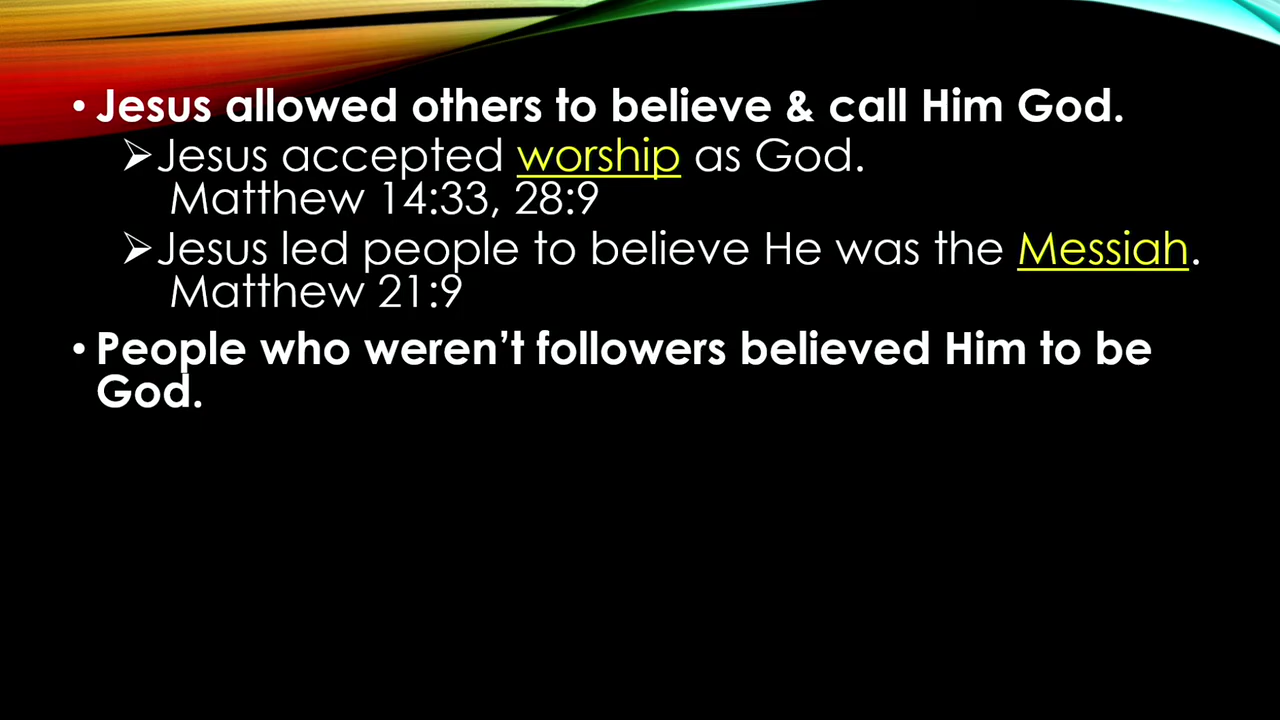 • Jesus allowed others to believe & call Him God.
➢Jesus accepted worship as God.
Matthew 14:33, 28:9
➢Jesus led people to believe He was the Messiah.
Matthew 21:9
• People who weren’t followers believed Him to be
God.